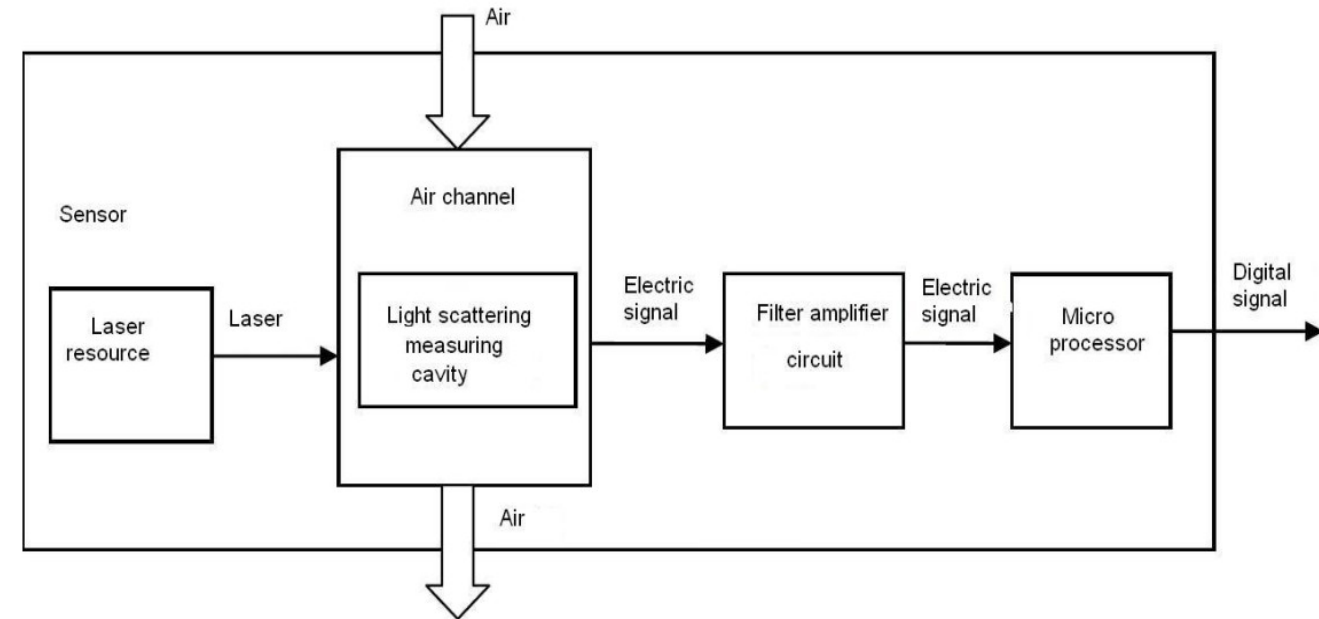 Air
Sensor
Laser
resource
Laser
Air channel
Light scattering
measuring
cavity
Electric
signal
Filter amplifier
circuit
Electric
signal
Micro
processor
Digital
signal
Air